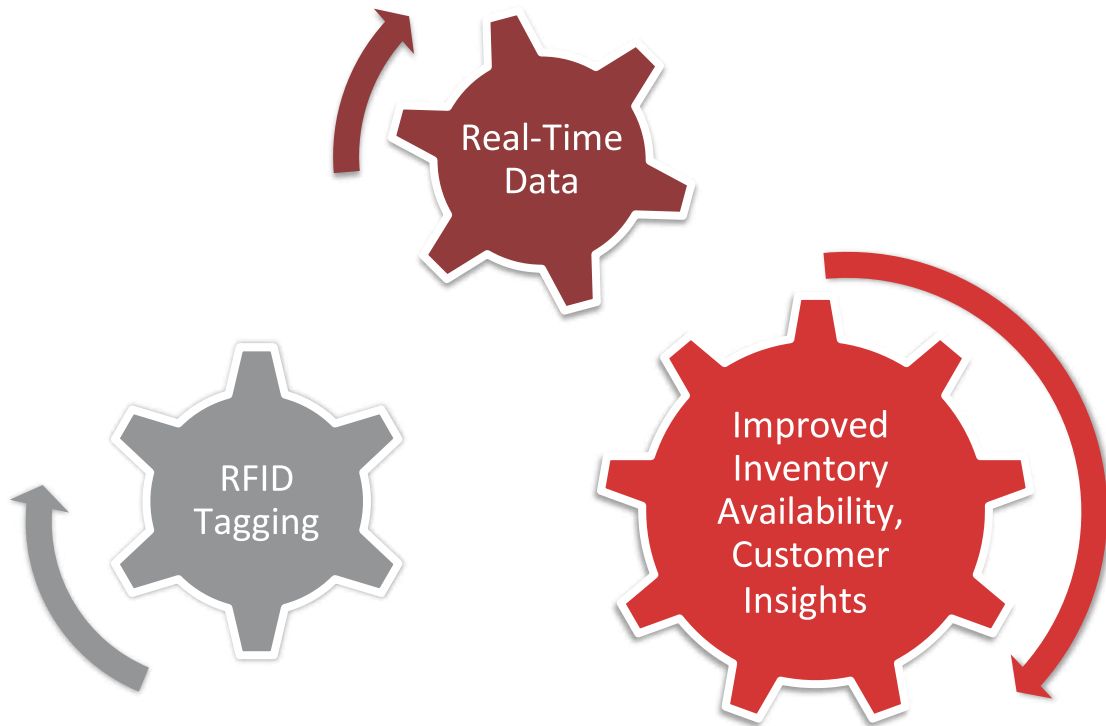 Real-Time
Data
RFID
Tagging
Improved
Inventory
Availability,
Customer
Insights